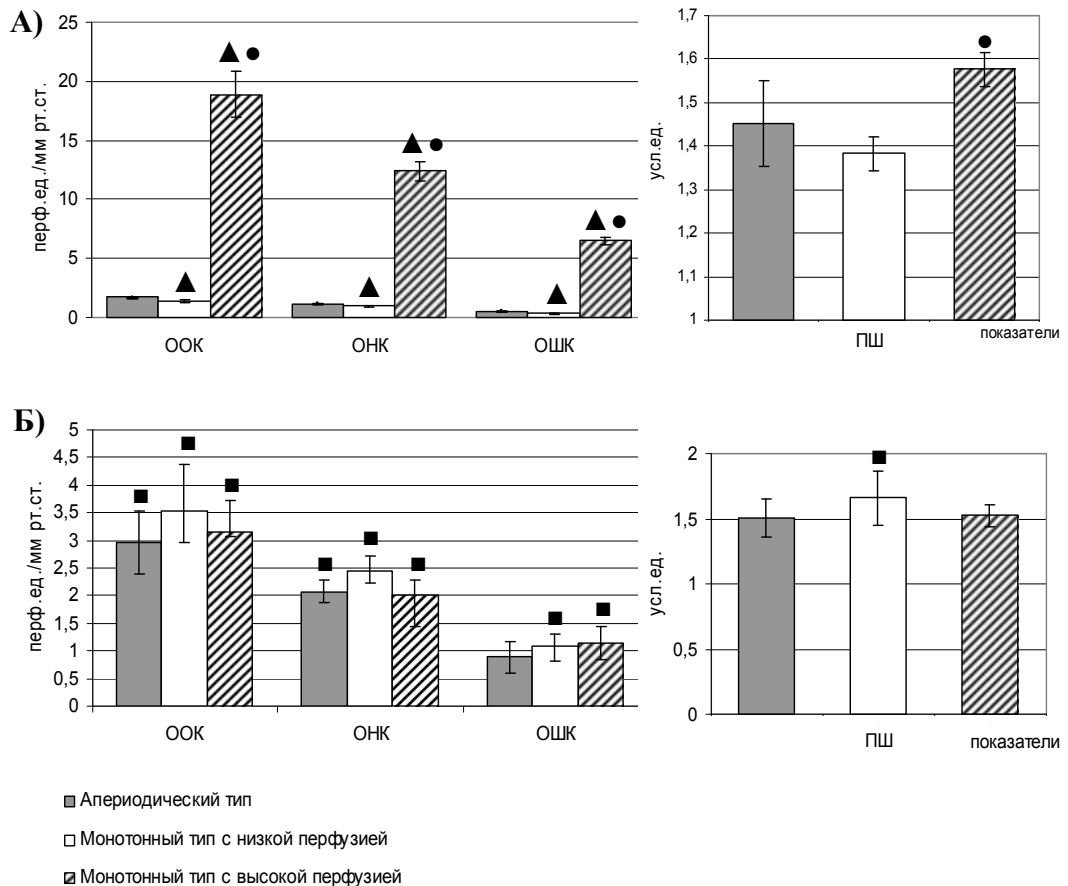 А)
перф.ед./мм рт.ст.
25
20
15
10
5
0
ООК
ОНК
ОШК
усл.ед.
1,7
1,6
1,5
1,4
1,3
1,2
1,1
1
ПШ
показатели
Б)
перф.ед./мм рт.ст.
5
4,5
4
3,5
3
2,5
2
1,5
1
0,5
0
ООК
ОНК
ОШК
усл.ед.
2
1,5
1
0,5
0
ПШ
показатели
Апериодический тип
Монотонный тип с низкой перфузией
Монотонный тип с высокой перфузией